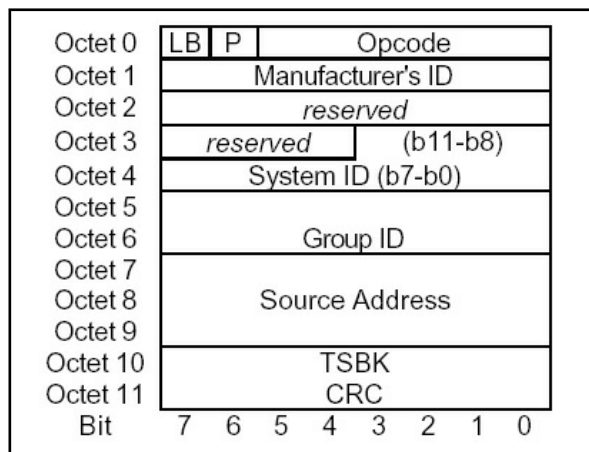 Octet 0 LB P Opcode
Octet 1 Manufacturer's ID
Octet 2 reserved
Octet 3 reserved (b11-b8)
Octet 4 System ID (b7-b0)
Octet 5
Octet 6 Group ID
Octet 7
Octet 8 Source Address
Octet 9
Octet 10 TSBK
Octet 11 CRC
Bit 7 6 5 4 3 2 1 0